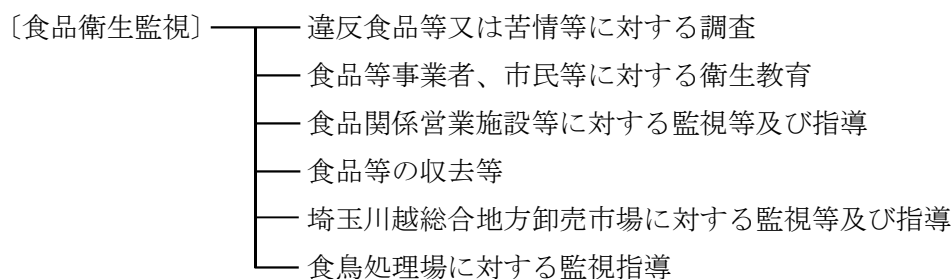 〔食品衛生監視〕 違反食品等又は苦情等に対する調査
食品等事業者、市民等に対する衛生教育
食品関係営業施設等に対する監視等及び指導
食品等の収去等
埼玉川越総合地方卸売市場に対する監視等及び指導
食鳥処理場に対する監視指導